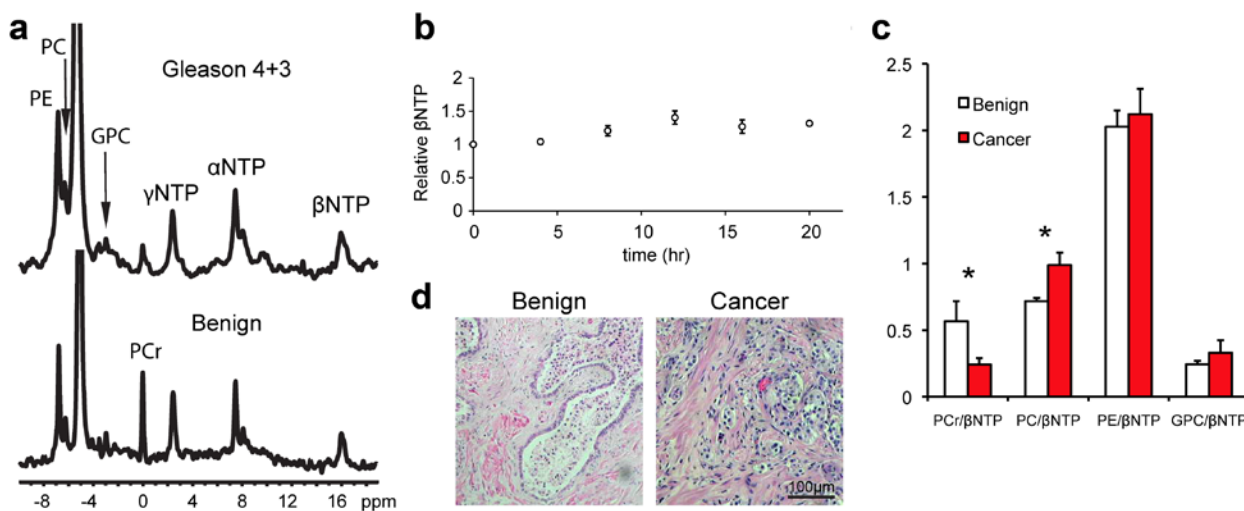 a
PC
PE
GPC
Gleason 4+3
γNTP
αNTP
βNTP
Benign
PCr
-8 -4 0 4 8 12 16 ppm
b
Relative βNTP
2
1.5
1
0.5
0
0 5 10 15 20
time (hr)
c
2.5
2
1.5
1
0.5
0
Benign
Cancer
*
*
PCr/βNTP PC/βNTP PE/βNTP GPC/βNTP
d
Benign Cancer
100μm